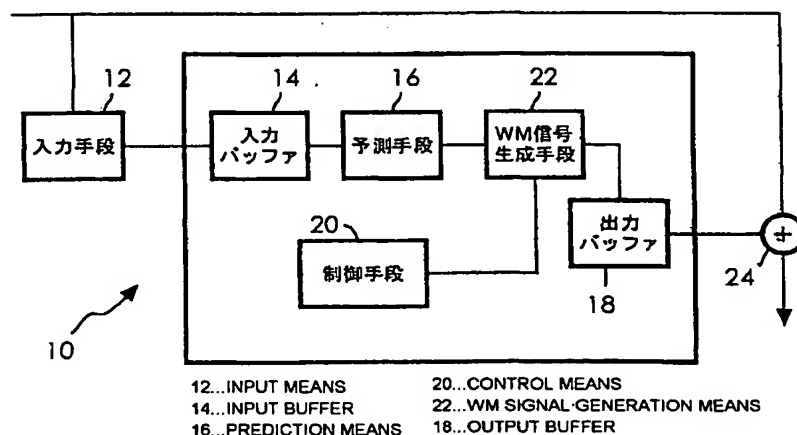 12
14
16
22
入力手段
入力
バッファ
予測手段
WM信号
生成手段
20
制御手段
出力
バッファ
18
24
10
12...INPUT MEANS
14...INPUT BUFFER
16...PREDICTION MEANS
20...CONTROL MEANS
22...WM SIGNAL-GENERATION MEANS
18...OUTPUT BUFFER